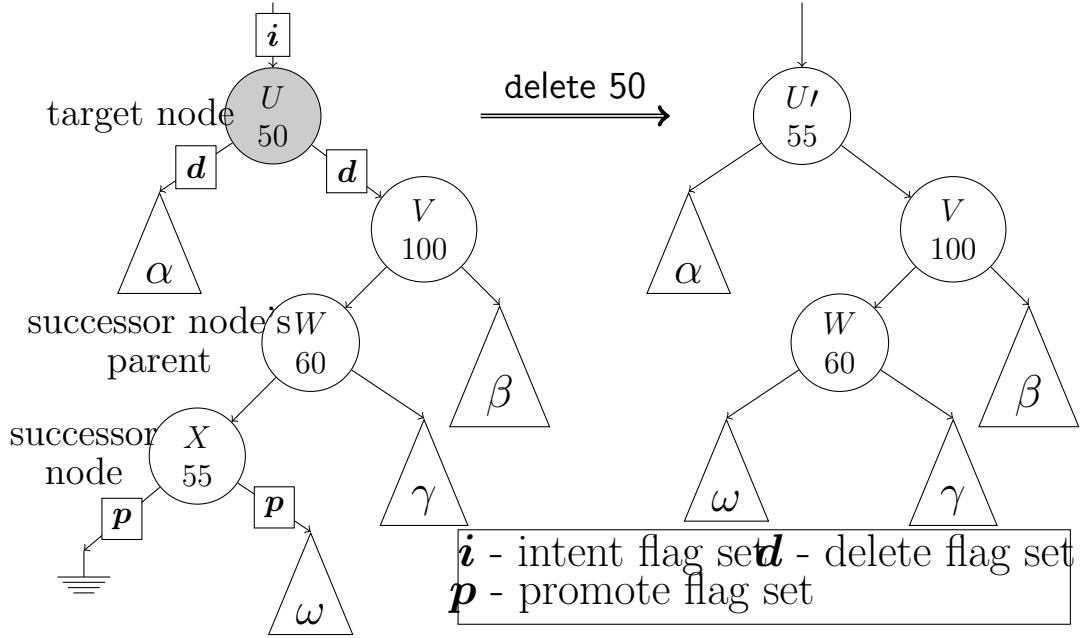 i
delete 50
U
50
target node
d
d
V
100
α
successor node's
parent
W
60
β
successor
node
X
55
γ
p
p
ω
U′
55
V
100
α
W
60
β
ω
γ
i - intent flag set
d - delete flag set
p - promote flag set